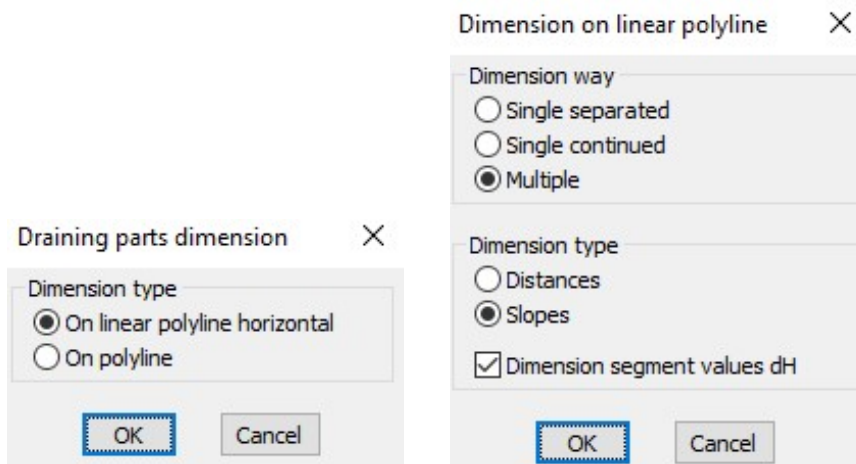 Draining parts dimension
Dimension type
On linear polyline horizontal
On polyline
OK Cancel
Dimension on linear polyline
Dimension way
Single separated
Single continued
Multiple
Dimension type
Distances
Slopes
Dimension segment values dH
OK Cancel